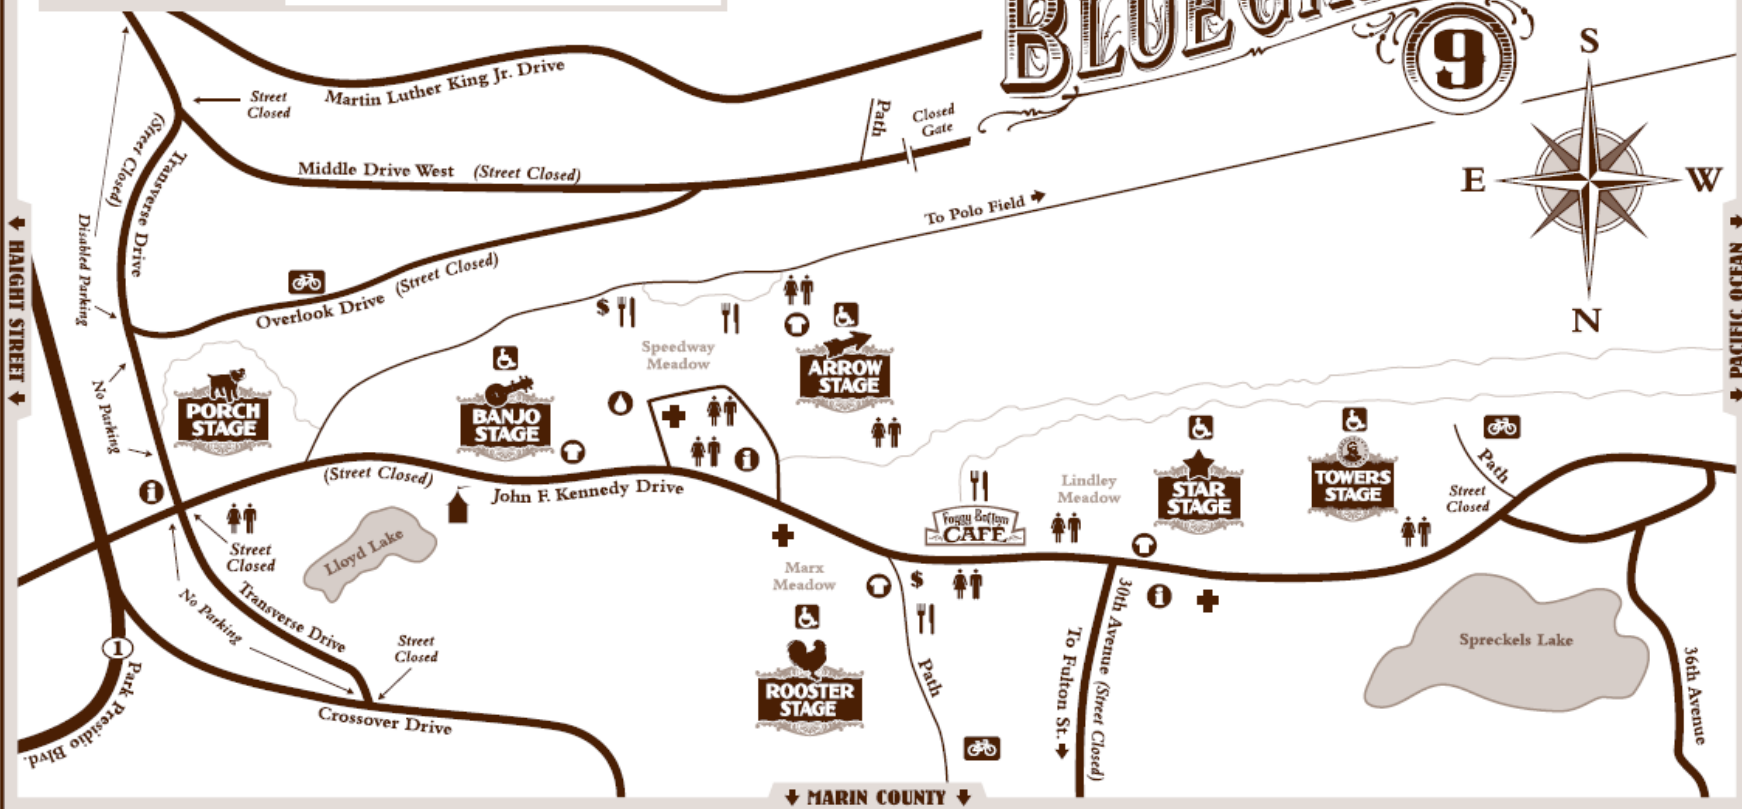 BLUEG
9
S
E
W
N
Martin Luther King Jr. Drive
Street
Closed
Path
Closed
Gate
(Street Closed)
Transverse Drive
Middle Drive West (Street Closed)
To Polo Field
Disabled Parking
HAIGHT STREET
PACIFIC OCEAN
Overlook Drive (Street Closed)
$
Speedway
Meadow
ARROW
STAGE
No Parking
PORCH
STAGE
BANJO
STAGE
i
i
(Street Closed)
John F. Kennedy Drive
Lindley
Meadow
STAR
STAGE
TOWERS
STAGE
Path
Street
Closed
Foggy Bottom
CAFÉ
Street
Closed
Lloyd Lake
Marx
Meadow
$
i
No Parking
Transverse Drive
Street
Closed
ROOSTER
STAGE
Path
To Fulton St.
30th Avenue (Street Closed)
Spreckels Lake
36th Avenue
1
Park Presidio Blvd.
Crossover Drive
MARIN COUNTY